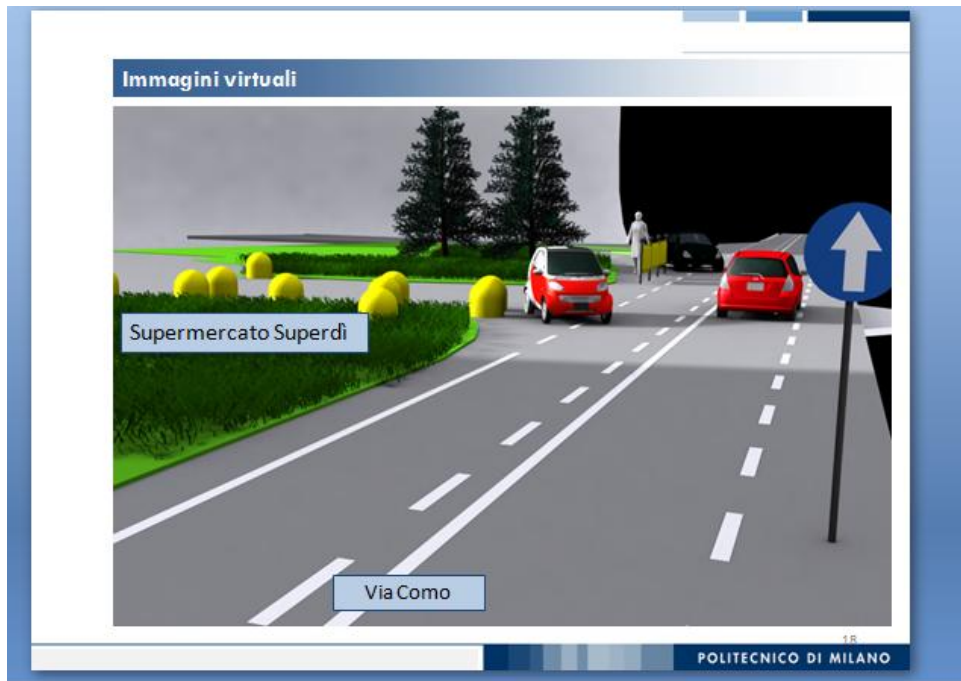 Immagini virtuali
Supermercato Superdì
Via Como
18
POLITECNICO DI MILANO